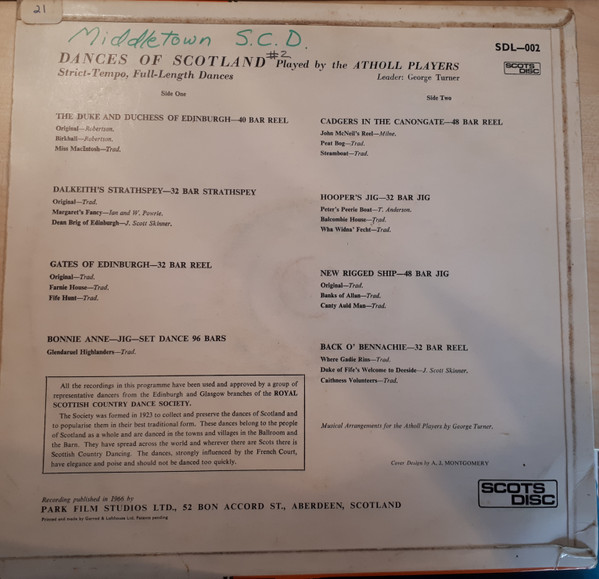 21
Middletown S.C.D.
#2
SDL—002
DANCES OF SCOTLAND Played by the ATHOLL PLAYERS
SCOTS DISC
Strict-Tempo, Full-Length Dances
Leader: George Turner
Side One
THE DUKE AND DUCHESS OF EDINBURGH—40 BAR REEL
Original—Robertson.
Birkhall—Robertson.
Miss MacIntosh—Trad.
DALKEITH'S STRATHSPEY—32 BAR STRATHSPEY
Original—Trad.
Margaret's Fancy—Ian and W. Powrie.
Dean Brig of Edinburgh—J. Scott Skinner.
GATES OF EDINBURGH—32 BAR REEL
Original—Trad.
Farnie House—Trad.
Fife Hunt—Trad.
BONNIE ANNE—JIG—SET DANCE 96 BARS
Glendaruel Highlanders—Trad.
All the recordings in this programme have been used and approved by a group of
representative dancers from the Edinburgh and Glasgow branches of the ROYAL
SCOTTISH COUNTRY DANCE SOCIETY.
The Society was formed in 1923 to collect and preserve the dances of Scotland and
to popularise them in their best traditional form. These dances belong to the people
of Scotland as a whole and are danced in the towns and villages in the Ballroom and
the Barn. They have spread across the world and wherever there are Scots there is
Scottish Country Dancing. The dances, strongly influenced by the French Court,
have elegance and poise and should not be danced too quickly.
Recording published in 1966 by
PARK FILM STUDIOS LTD., 52 BON ACCORD ST., ABERDEEN, SCOTLAND
Printed and made by Garrod & Lofthouse Ltd. Patents pending
Side Two
CADGERS IN THE CANONGATE—48 BAR REEL
John McNeil's Reel—Milne.
Peat Bog—Trad.
Steamboat—Trad.
HOOPER'S JIG—32 BAR JIG
Peter's Peerie Boat—T. Anderson.
Balcombie House—Trad.
Wha Widna' Fecht—Trad.
NEW RIGGED SHIP—48 BAR JIG
Original—Trad.
Banks of Allan—Trad.
Canty Auld Man—Trad.
BACK O' BENNACHIE—32 BAR REEL
Where Gadie Rins—Trad.
Duke of Fife's Welcome to Deeside—J. Scott Skinner.
Caithness Volunteers—Trad.
Musical Arrangements for the Atholl Players by George Turner.
Cover Design by A. J. MONTGOMERY
SCOTS
DISC